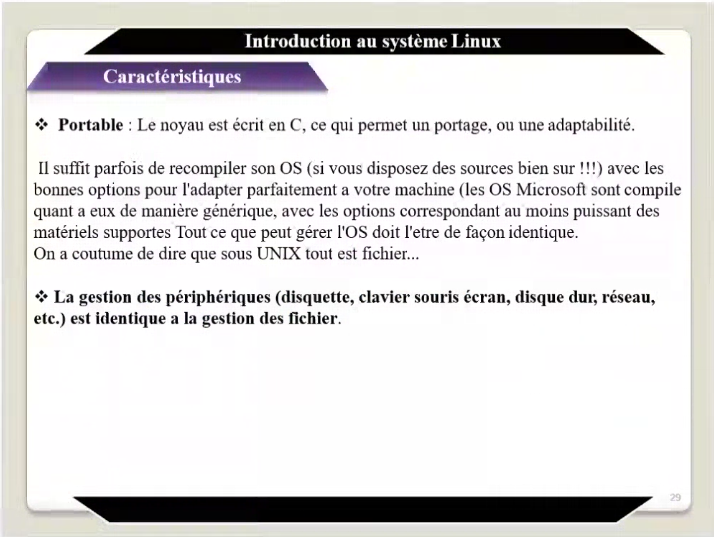 Introduction au système Linux
Caractéristiques
❖ Portable : Le noyau est écrit en C, ce qui permet un portage, ou une adaptabilité.
Il suffit parfois de recompiler son OS (si vous disposez des sources bien sur !!!) avec les
bonnes options pour l'adapter parfaitement a votre machine (les OS Microsoft sont compile
quant a eux de manière générique, avec les options correspondant au moins puissant des
matériels supportes Tout ce que peut gérer l'OS doit l'etre de façon identique.
On a coutume de dire que sous UNIX tout est fichier...
❖ La gestion des périphériques (disquette, clavier souris écran, disque dur, réseau,
etc.) est identique a la gestion des fichier.
29